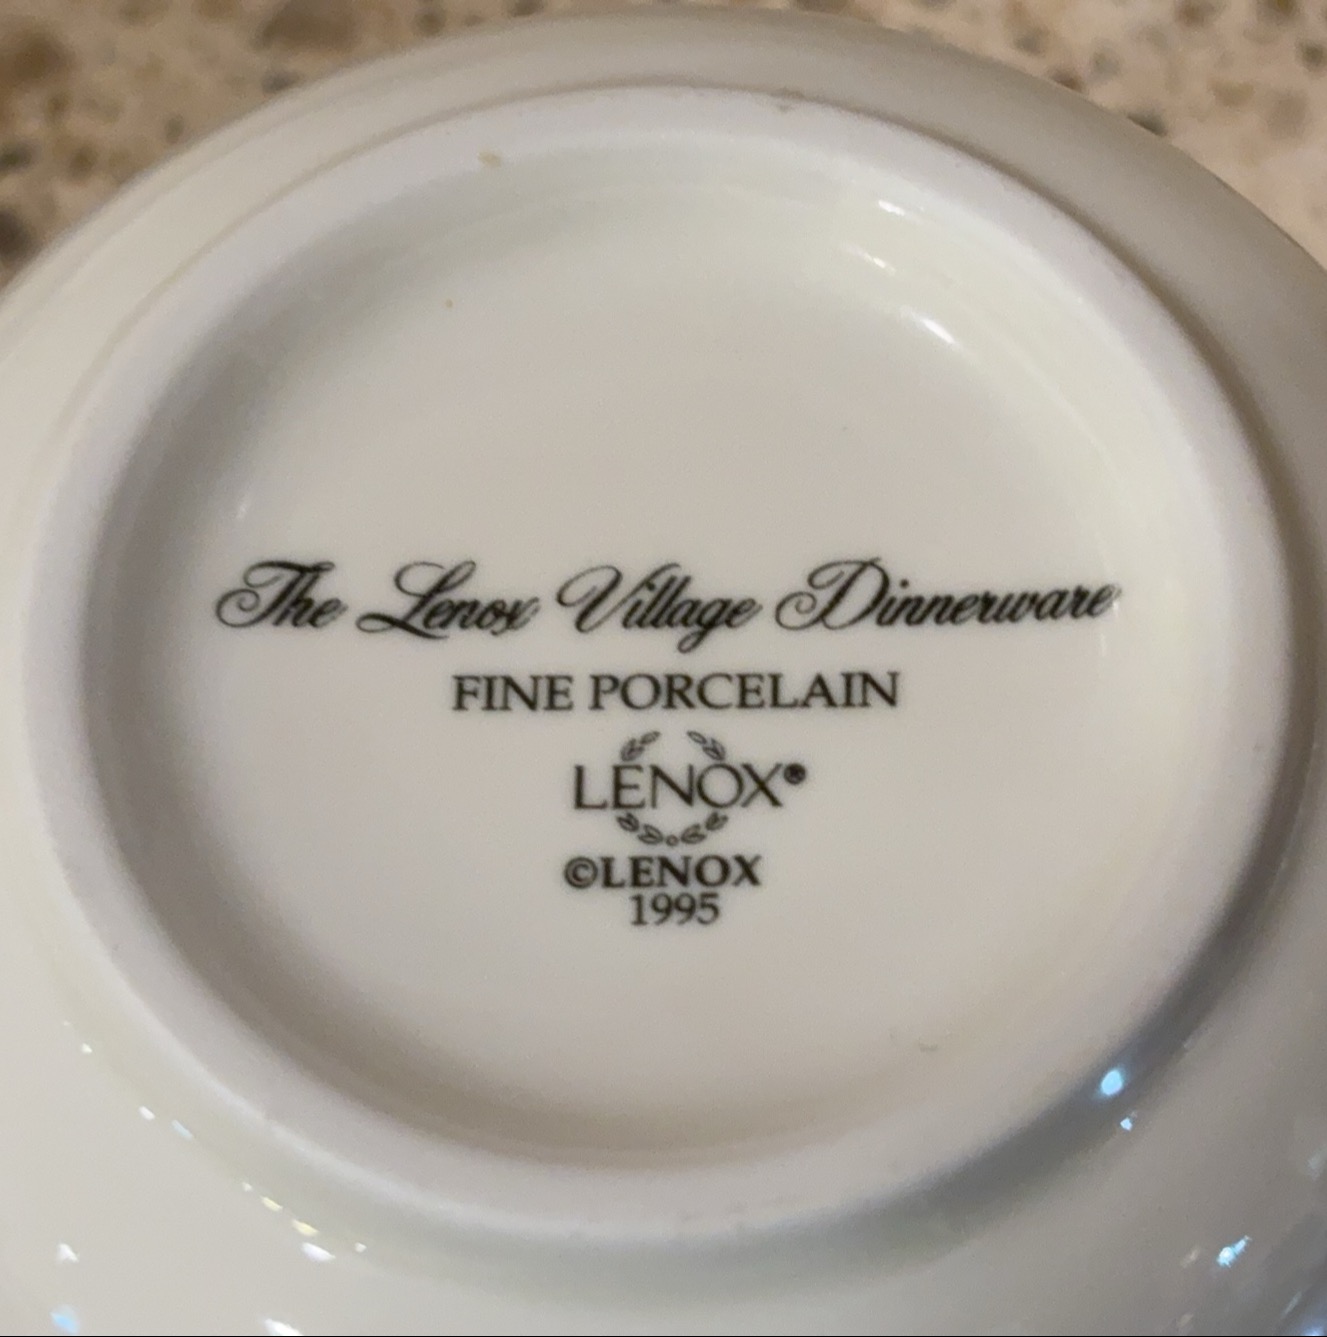 The Lenox Village Dinnerware
FINE PORCELAIN
LENOX®
©LENOX
1995